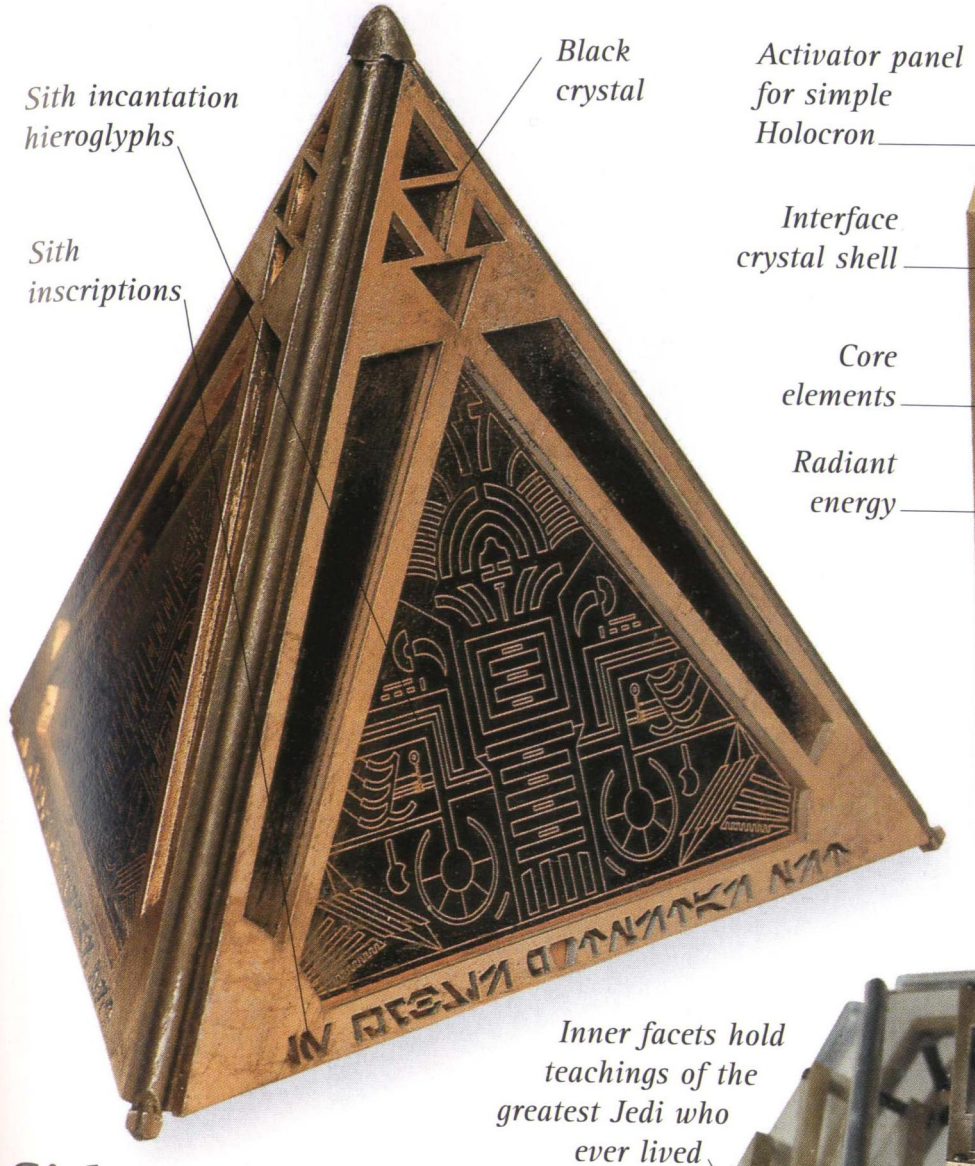 Sith incantation
hieroglyphs
Sith
inscriptions
Black
crystal
Activator panel
for simple
Holocron
Interface
crystal shell
Core
elements
Radiant
energy
Inner facets hold
teachings of the
greatest Jedi who
ever lived